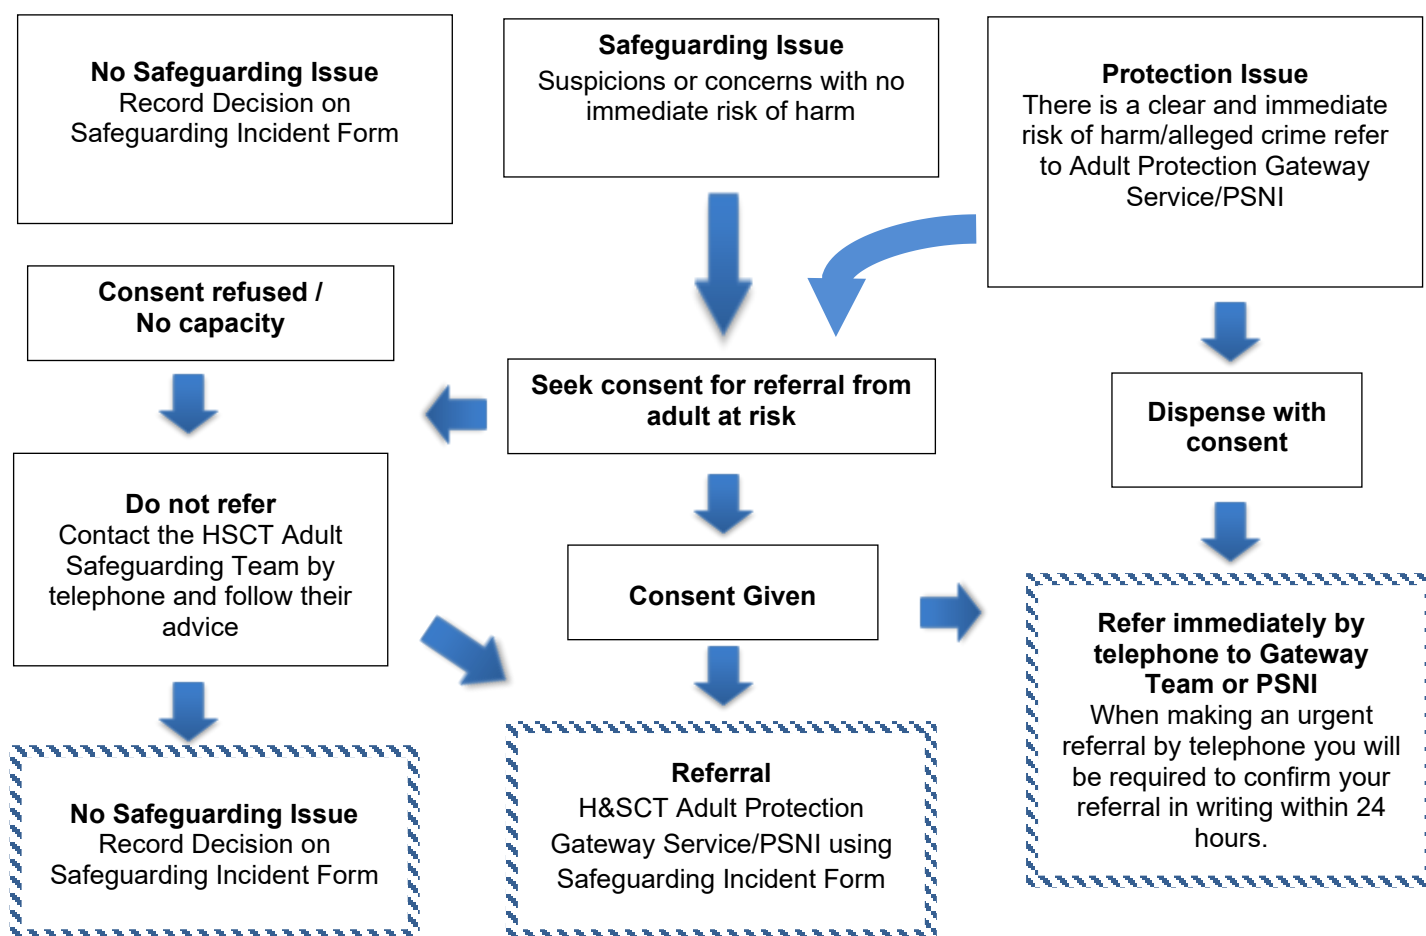 No Safeguarding Issue
Record Decision on
Safeguarding Incident Form
Safeguarding Issue
Suspicions or concerns with no
immediate risk of harm
Protection Issue
There is a clear and immediate
risk of harm/alleged crime refer
to Adult Protection Gateway
Service/PSNI
Consent refused /
No capacity
Seek consent for referral from
adult at risk
Dispense with
consent
Do not refer
Contact the HSCT Adult
Safeguarding Team by
telephone and follow their
advice
Consent Given
Refer immediately by
telephone to Gateway
Team or PSNI
When making an urgent
referral by telephone you will
be required to confirm your
referral in writing within 24
hours.
No Safeguarding Issue
Record Decision on
Safeguarding Incident Form
Referral
H&SCT Adult Protection
Gateway Service/PSNI using
Safeguarding Incident Form